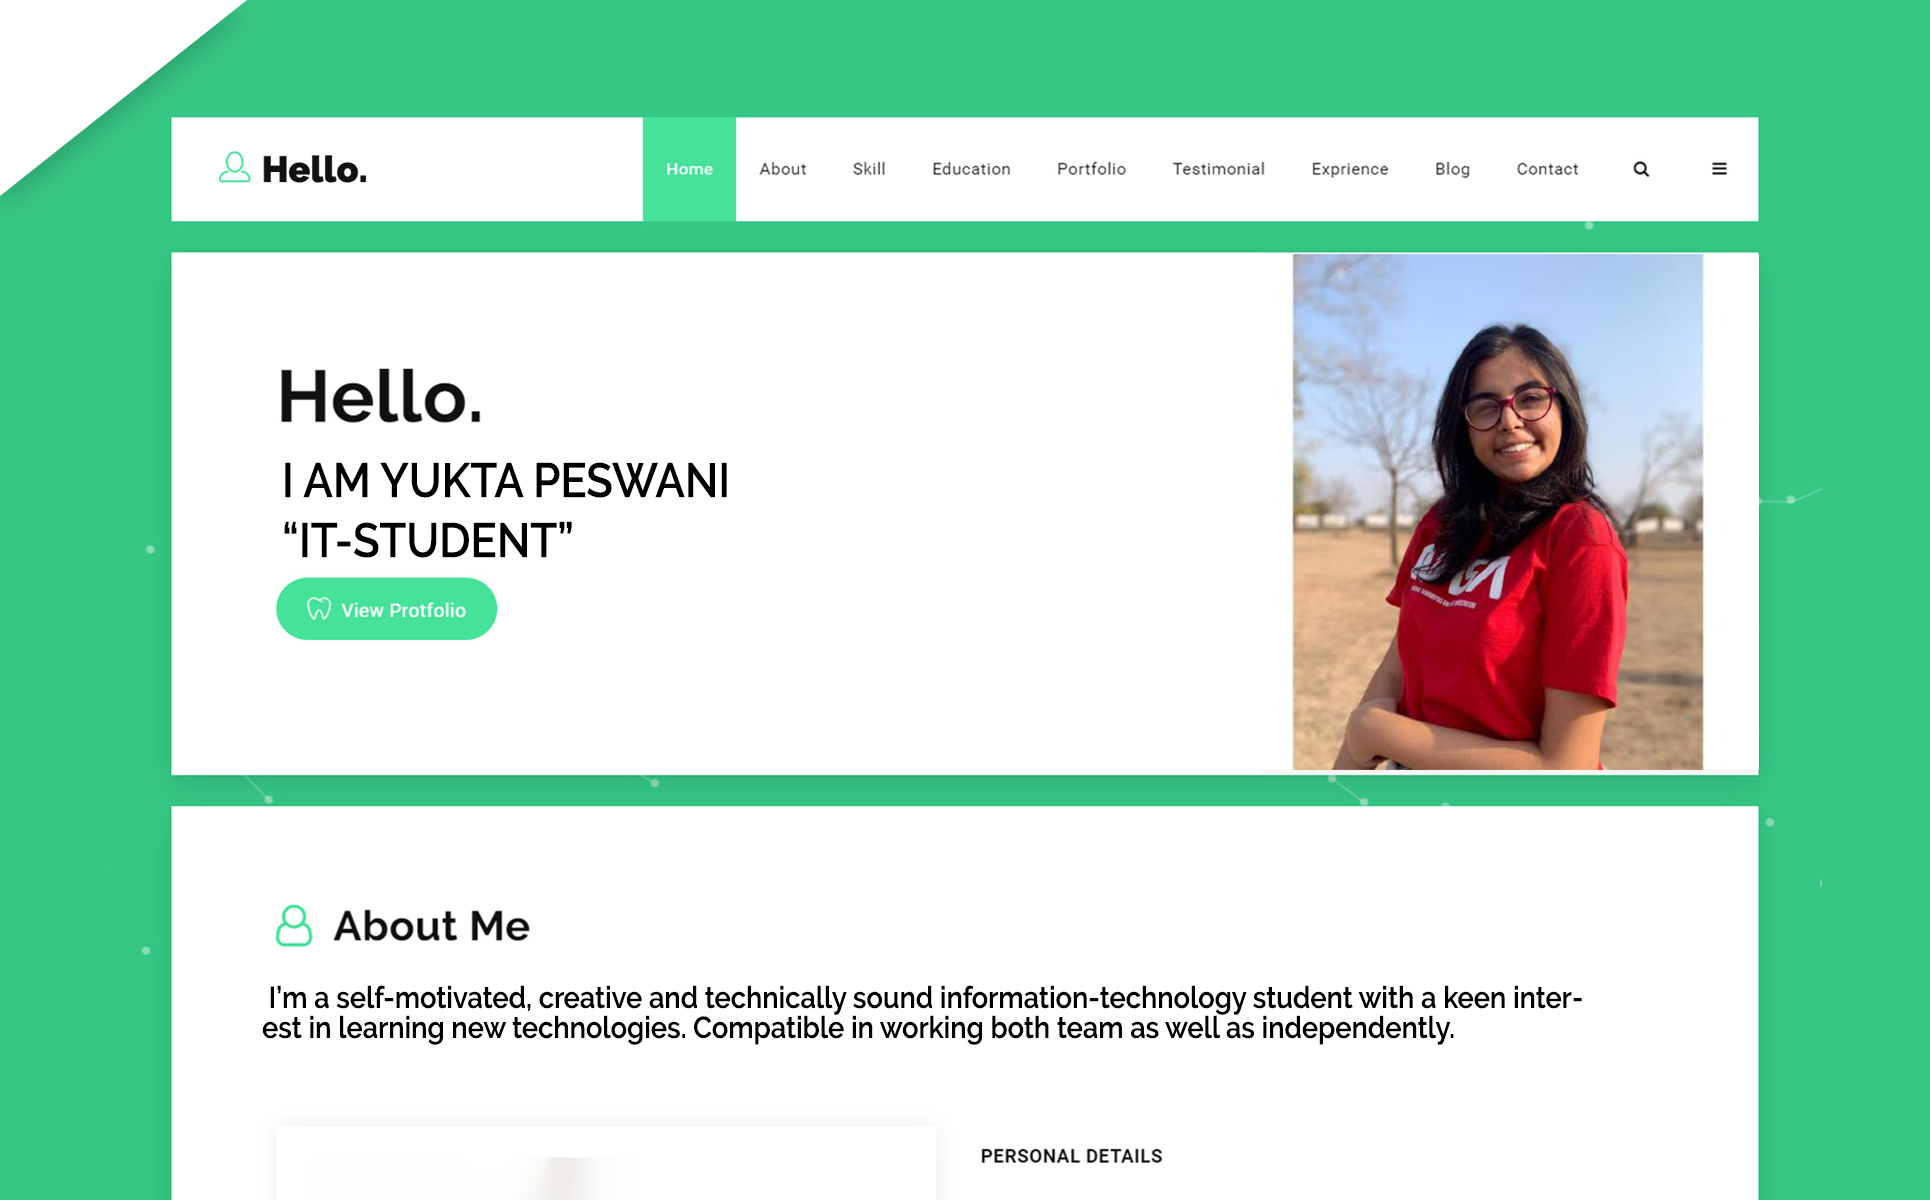 Hello.
Home About Skill Education Portfolio Testimonial Exprience Blog Contact
Hello.
I AM YUKTA PESWANI
“IT-STUDENT”
View Protfolio
About Me
I’m a self-motivated, creative and technically sound information-technology student with a keen inter-
est in learning new technologies. Compatible in working both team as well as independently.
PERSONAL DETAILS